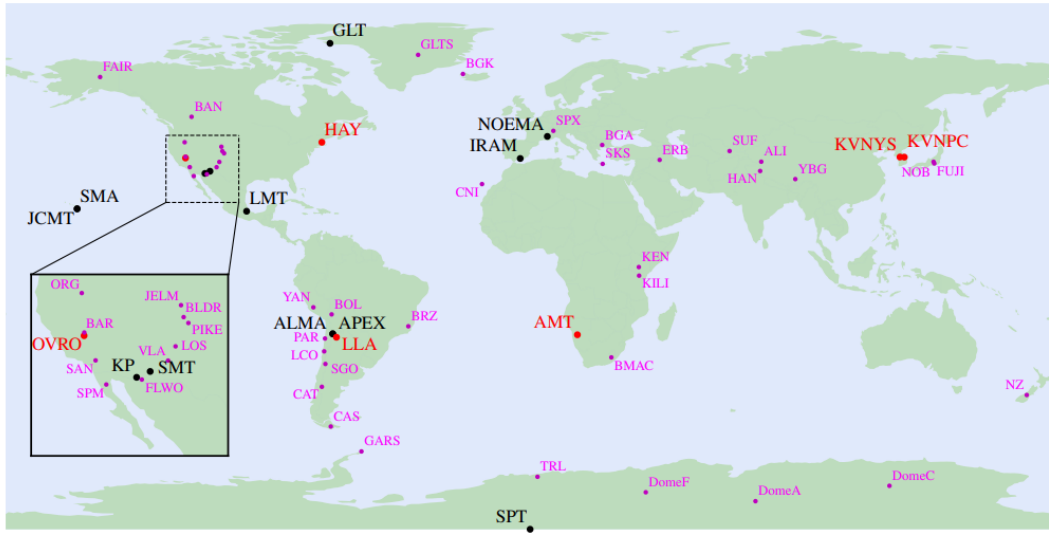 GLT
GLTS
BGK
FAIR
BAN
HAY
NOEMA
SPX
IRAM
BGA
SKS
ERB
SUF
ALI
HAN
YBG
KVNYS
KVNPC
NOB
FUJI
CNI
SMA
JCMT
LMT
KEN
KILI
ORG
JELM
BLDR
PIKE
BAR
OVRO
LOS
VLA
SAN
KP
SMT
SPM
FLWO
YAN
BOL
ALMA
APEX
BRZ
PAR
LLA
LCO
SGO
CAT
CAS
GARS
AMT
BMAC
NZ
TRL
DomeF
DomeA
DomeC
SPT